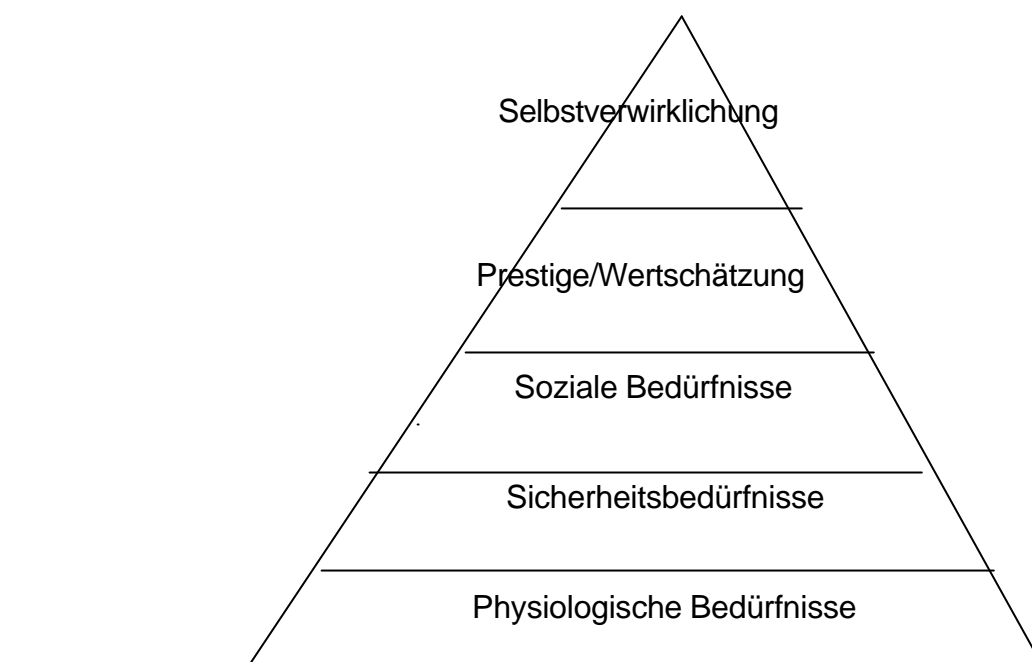 Selbstverwirklichung
Prestige/Wertschätzung
Soziale Bedürfnisse
Sicherheitsbedürfnisse
Physiologische Bedürfnisse